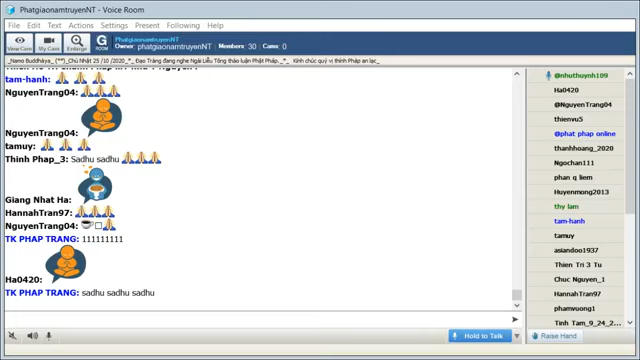 PhatgiaonamtruyenNT - Voice Room
File Edit Text Actions Settings Present Following Help
View Cam My Cam Enlarge G ROOM PhatgiaonamtruyenNT
Owner: phatgiaonamtruyenNT Members: 30 Cams: 0
_Namo Buddhàya_ (**)_Chủ Nhật 25 /10 /2020_*_ Đạo Tràng đang nghe Ngài Liễu Tông thảo luận Phật Pháp._*_ Kính chúc quý vị thính Pháp an lạc_
tam-hanh:
NguyenTrang04:
NguyenTrang04:
tamuy:
Thinh Phap_3: Sadhu sadhu
Giang Nhat Ha:
HannahTran97:
NguyenTrang04:
TK PHAP TRANG: 111111111
Ha0420:
TK PHAP TRANG: sadhu sadhu sadhu
@nhuthuynh109
Ha0420
@NguyenTrang04
thienvu5
@phat phap online
thanhhoang_2020
Ngochan111
phan q liem
Huyenmong2013
thy lam
tam-hanh
tamuy
asiandoo1937
Thien Tri 3 Tu
Chuc Nguyen_1
HannahTran97
phamvuong1
Tinh Tam_9_24_2...
Hold to Talk
Raise Hand